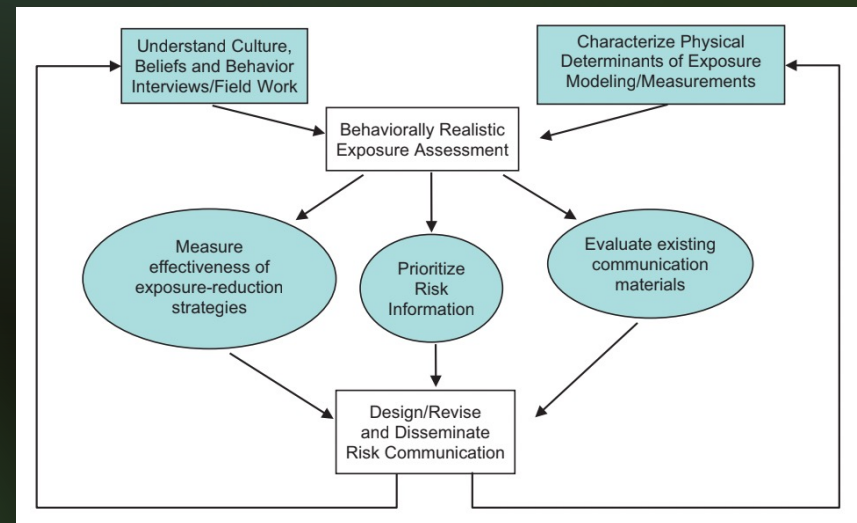 Understand Culture,
Beliefs and Behavior
Interviews/Field Work
Characterize Physical
Determinants of Exposure
Modeling/Measurements
Behaviorally Realistic
Exposure Assessment
Measure
effectiveness of
exposure-reduction
strategies
Prioritize
Risk
Information
Evaluate existing
communication
materials
Design/Revise
and Disseminate
Risk Communication